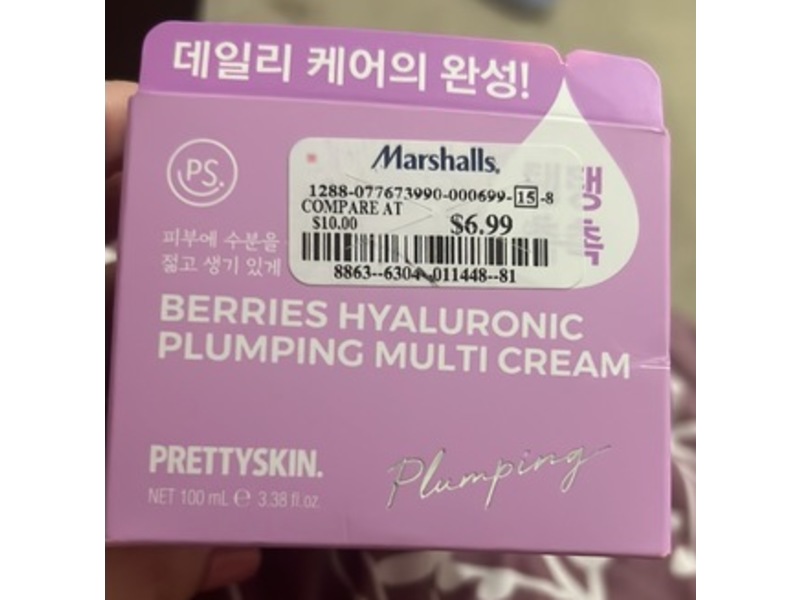 데일리 케어의 완성!
PS.
Marshalls.
1288-077673990-000699-15-8
COMPARE AT
$10.00
$6.99
8863--6304--011448--81
피부에 수분을
젊고 생기 있게
BERRIES HYALURONIC
PLUMPING MULTI CREAM
PRETTYSKIN.
Plumping
NET 100 mL ℮ 3.38 fl.oz.